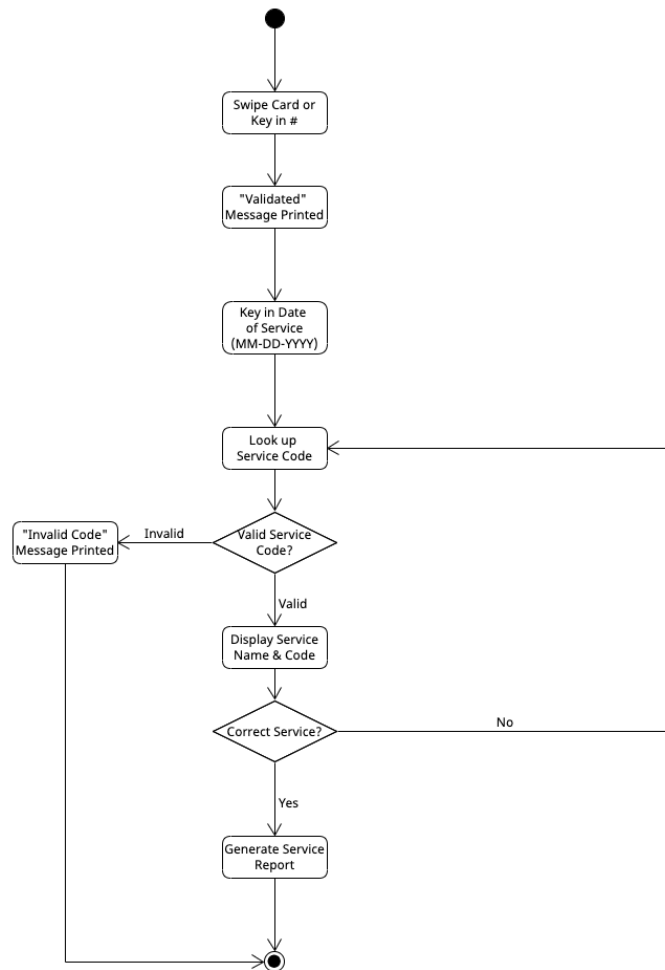 Swipe Card or
Key in #
"Validated"
Message Printed
Key in Date
of Service
(MM-DD-YYYY)
Look up
Service Code
"Invalid Code"
Message Printed
Invalid
Valid Service
Code?
Valid
Display Service
Name & Code
Correct Service?
No
Yes
Generate Service
Report